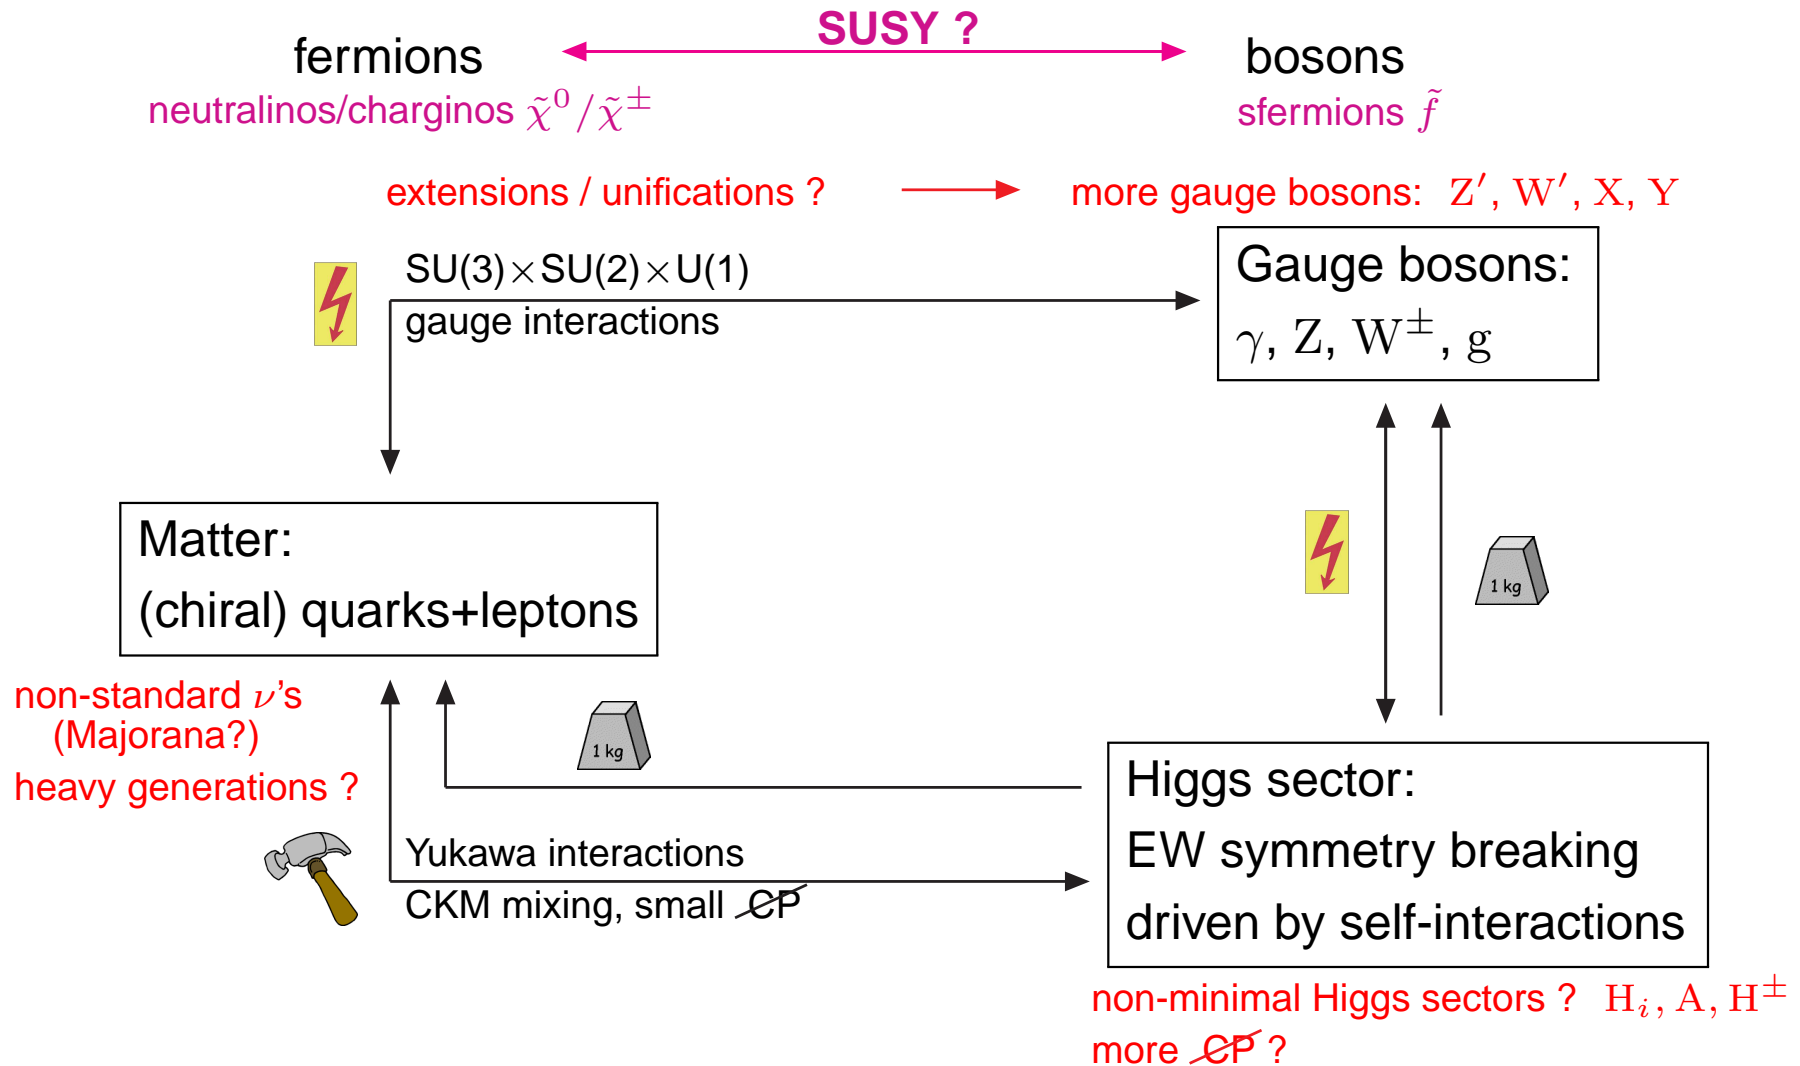 SUSY ?
fermions
bosons
neutralinos/charginos χ̃⁰/χ̃±
sfermions f̃
extensions / unifications ?
more gauge bosons: Z′, W′, X, Y
SU(3)×SU(2)×U(1)
gauge interactions
Gauge bosons:
γ, Z, W±, g
Matter:
(chiral) quarks+leptons
1 kg
non-standard ν's
(Majorana?)
heavy generations ?
1 kg
Higgs sector:
EW symmetry breaking
driven by self-interactions
Yukawa interactions
CKM mixing, small C̸P̸
non-minimal Higgs sectors ? Hᵢ, A, H±
more C̸P̸ ?